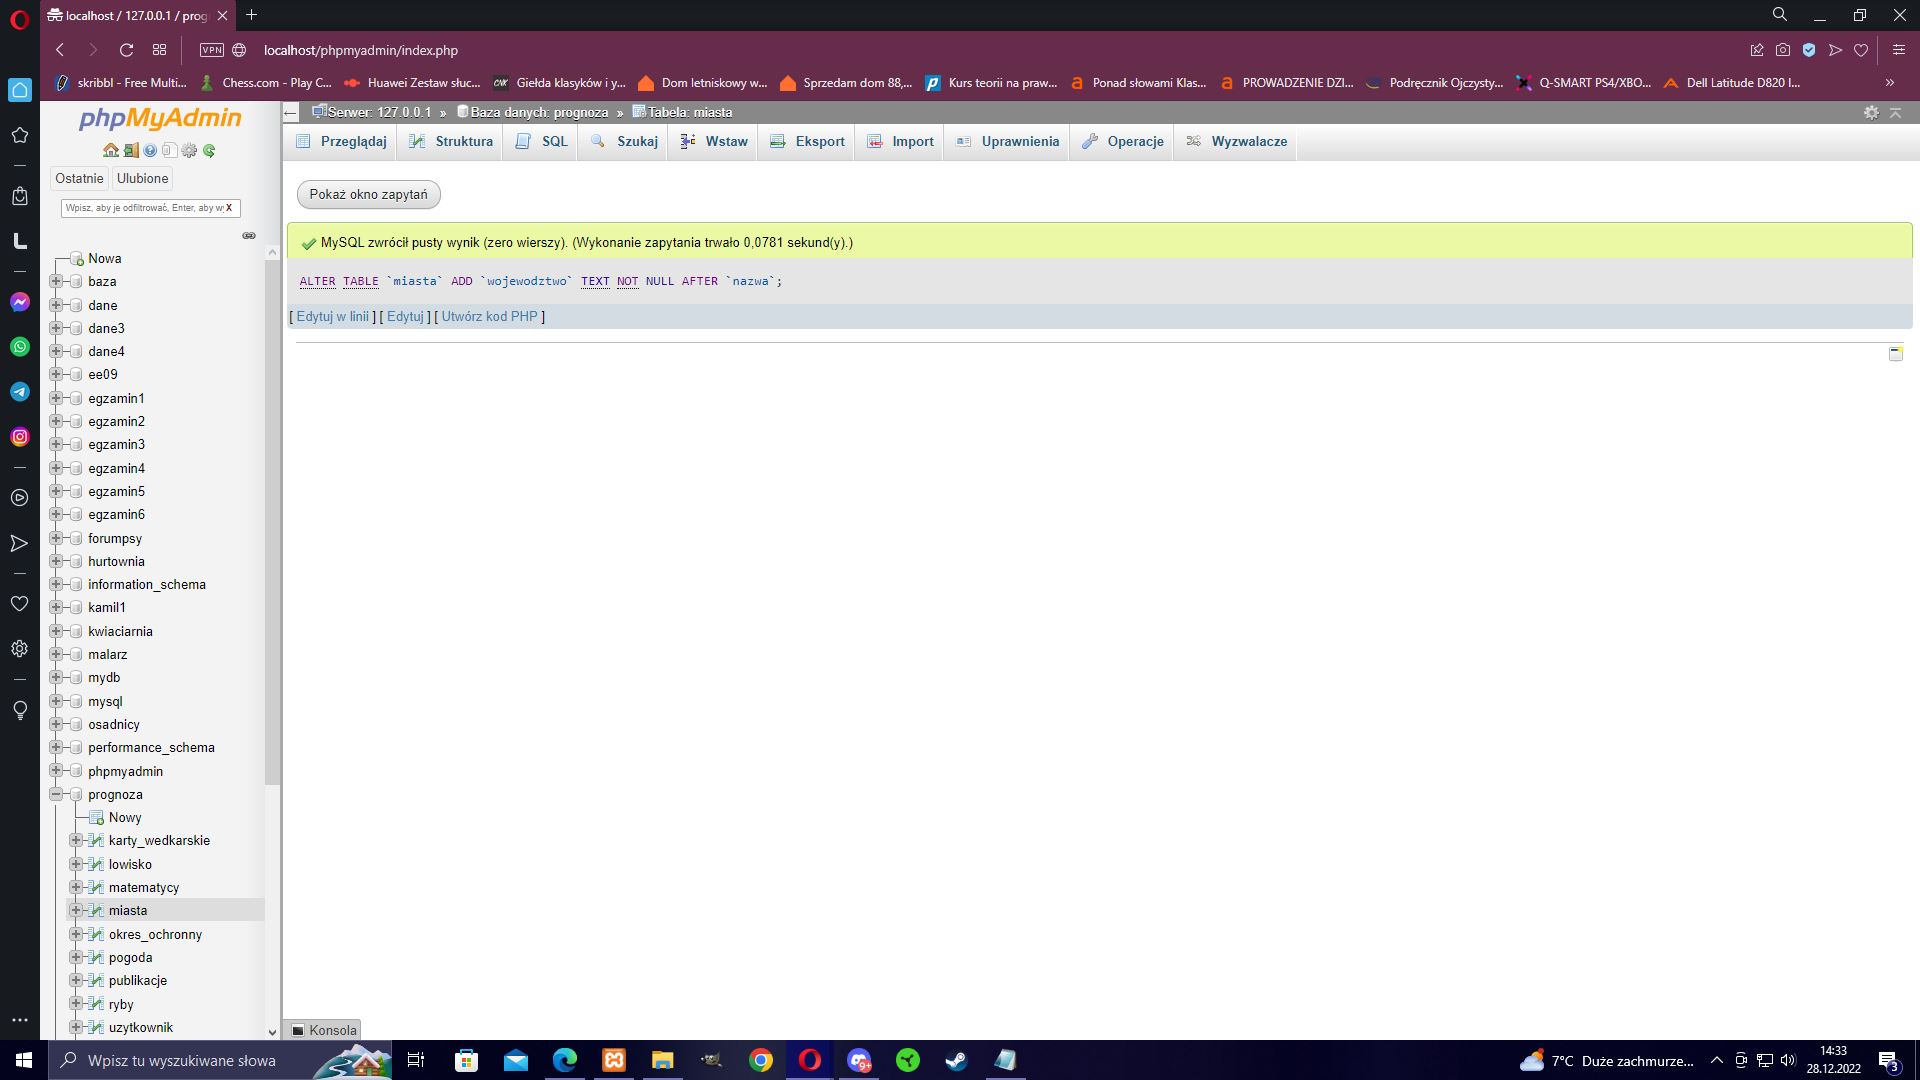 localhost / 127.0.0.1 / prog
VPN
localhost/phpmyadmin/index.php
skribbl - Free Multi...
Chess.com - Play C...
Huawei Zestaw słuc...
Giełda klasyków i y...
Dom letniskowy w...
Sprzedam dom 88,...
Kurs teorii na praw...
Ponad słowami Klas...
PROWADZENIE DZI...
Podręcznik Ojczysty...
Q-SMART PS4/XBO...
Dell Latitude D820 I...
phpMyAdmin
Ostatnie
Ulubione
Wpisz, aby je odfiltrować, Enter, aby wy
X
Nowa
baza
dane
dane3
dane4
ee09
egzamin1
egzamin2
egzamin3
egzamin4
egzamin5
egzamin6
forumpsy
hurtownia
information_schema
kamil1
kwiaciarnia
malarz
mydb
mysql
osadnicy
performance_schema
phpmyadmin
prognoza
Nowy
karty_wedkarskie
lowisko
matematycy
miasta
okres_ochronny
pogoda
publikacje
ryby
uzytkownik
Serwer: 127.0.0.1 » Baza danych: prognoza » Tabela: miasta
Przeglądaj
Struktura
SQL
Szukaj
Wstaw
Eksport
Import
Uprawnienia
Operacje
Wyzwalacze
Pokaż okno zapytań
MySQL zwrócił pusty wynik (zero wierszy). (Wykonanie zapytania trwało 0,0781 sekund(y).)
ALTER TABLE `miasta` ADD `wojewodztwo` TEXT NOT NULL AFTER `nazwa`;
[ Edytuj w linii ] [ Edytuj ] [ Utwórz kod PHP ]
Konsola
Wpisz tu wyszukiwane słowa
9+
7°C Duże zachmurze...
14:33
28.12.2022
3